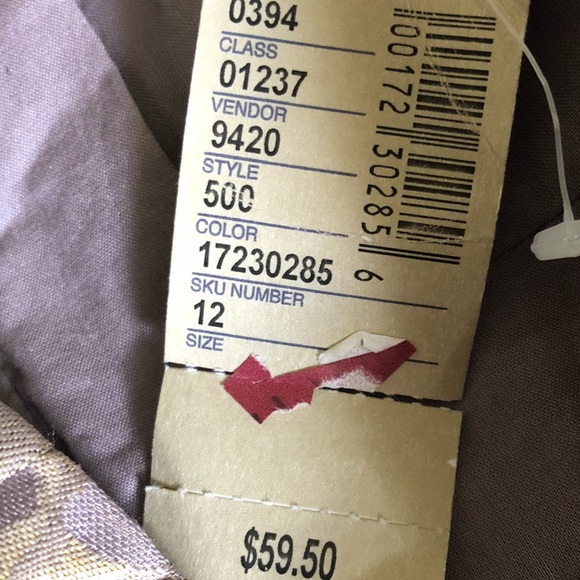 0394
CLASS
01237
VENDOR
9420
STYLE
500
COLOR
17230285
SKU NUMBER
12
SIZE
00172 30285 6
$59.50